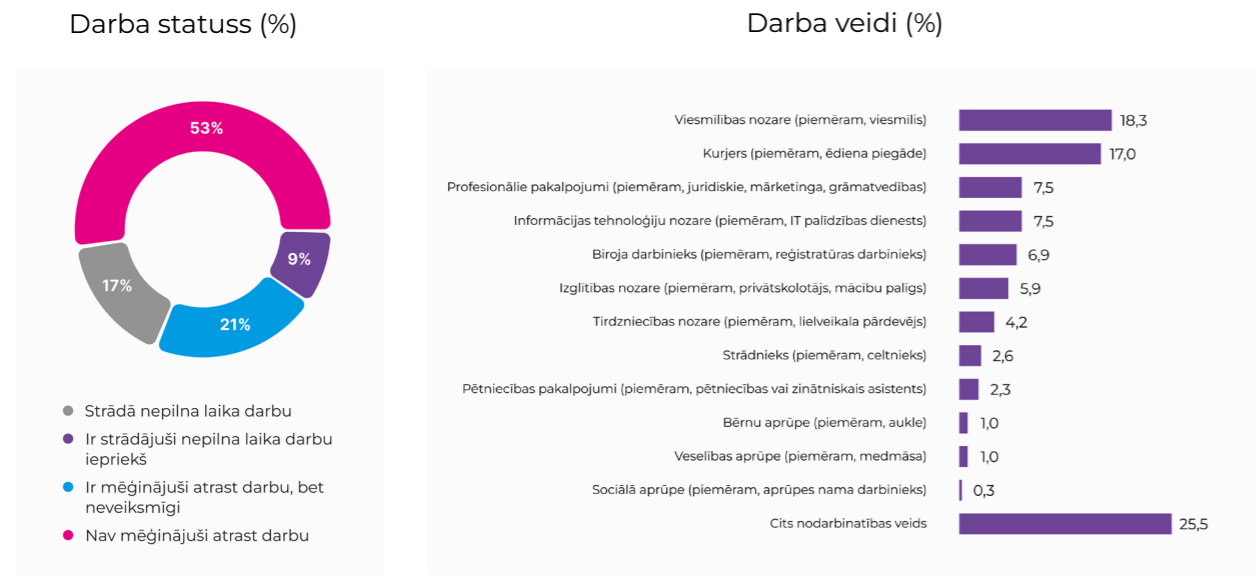 Darba statuss (%)
53%
9%
17%
21%
Strādā nepilna laika darbu
Ir strādājuši nepilna laika darbu
iepriekš
Ir mēģinājuši atrast darbu, bet
neveiksmīgi
Nav mēģinājuši atrast darbu
Darba veidi (%)
Viesmīlības nozare (piemēram, viesmīlis) 18,3
Kurjers (piemēram, ēdiena piegāde) 17,0
Profesionālie pakalpojumi (piemēram, juridiskie, mārketinga, grāmatvedības) 7,5
Informācijas tehnoloģiju nozare (piemēram, IT palīdzības dienests) 7,5
Biroja darbinieks (piemēram, reģistratūras darbinieks) 6,9
Izglītības nozare (piemēram, privātskolotājs, mācību palīgs) 5,9
Tirdzniecības nozare (piemēram, lielveikala pārdevējs) 4,2
Strādnieks (piemēram, celtnieks) 2,6
Pētniecības pakalpojumi (piemēram, pētniecības vai zinātniskais asistents) 2,3
Bērnu aprūpe (piemēram, aukle) 1,0
Veselības aprūpe (piemēram, medmāsa) 1,0
Sociālā aprūpe (piemēram, aprūpes nama darbinieks) 0,3
Cits nodarbinatības veids 25,5